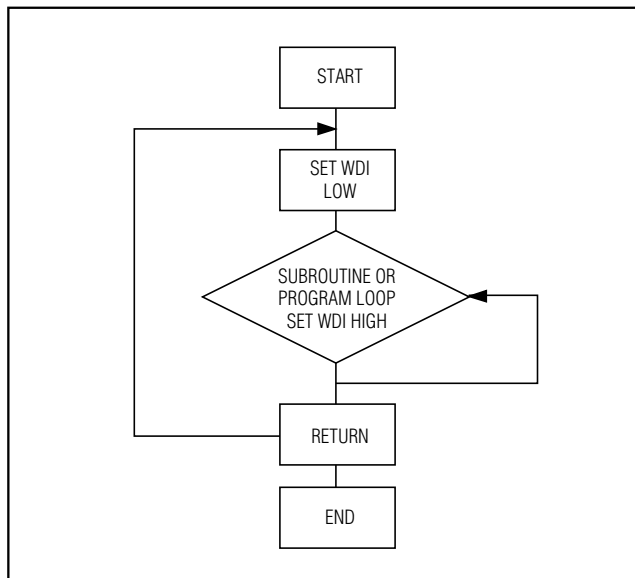 START
SET WDI
LOW
SUBROUTINE OR
PROGRAM LOOP
SET WDI HIGH
RETURN
END